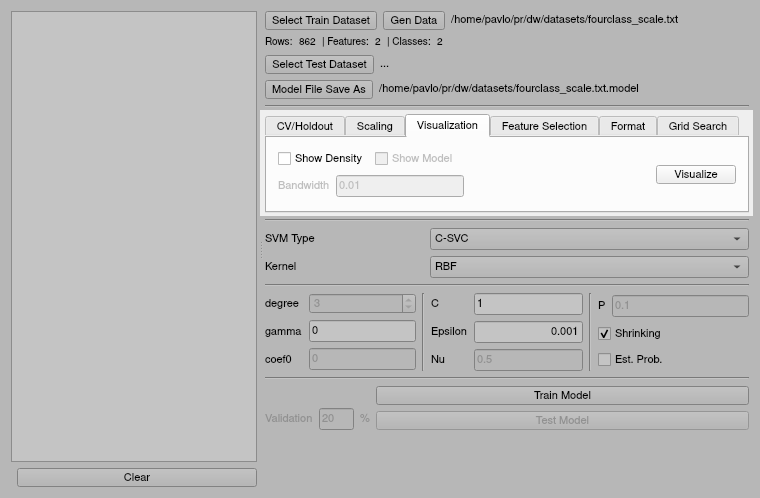 Select Train Dataset Gen Data /home/pavlo/pr/dw/datasets/fourclass_scale.txt
Rows: 862 | Features: 2 | Classes: 2
Select Test Dataset ...
Model File Save As /home/pavlo/pr/dw/datasets/fourclass_scale.txt.model
CV/Holdout Scaling Visualization Feature Selection Format Grid Search
Show Density Show Model
Visualize
Bandwidth 0.01
SVM Type C-SVC
Kernel RBF
degree 3 C 1 P 0.1
gamma 0 Epsilon 0.001 Shrinking
coef0 0 Nu 0.5 Est. Prob.
Train Model
Validation 20 % Test Model
Clear